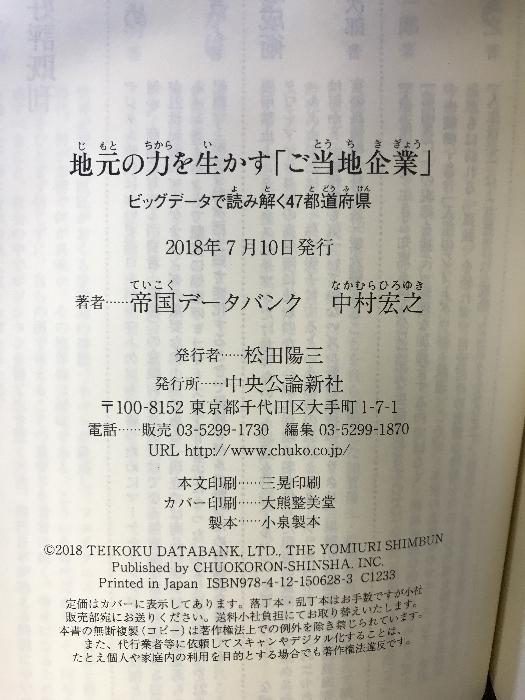 地元の力を生かす「ご当地企業」
ビッグデータで読み解く47都道府県
2018年7月10日発行
著者……帝国データバンク　中村宏之
発行者……松田陽三
発行所……中央公論新社
〒100-8152 東京都千代田区大手町1-7-1
電話……販売 03-5299-1730　編集 03-5299-1870
URL http://www.chuko.co.jp/
本文印刷……三晃印刷
カバー印刷……大熊整美堂
製本……小泉製本
©2018 TEIKOKU DATABANK, LTD., THE YOMIURI SHIMBUN
Published by CHUOKORON-SHINSHA, INC.
Printed in Japan ISBN978-4-12-150628-3 C1233
定価はカバーに表示してあります。落丁本・乱丁本はお手数ですが小社
販売部宛にお送りください。送料小社負担にてお取り替えいたします。
本書の無断複製(コピー)は著作権法上での例外を除き禁じられています。
また、代行業者等に依頼してスキャンやデジタル化することは、
たとえ個人や家庭内の利用を目的とする場合でも著作権法違反です。